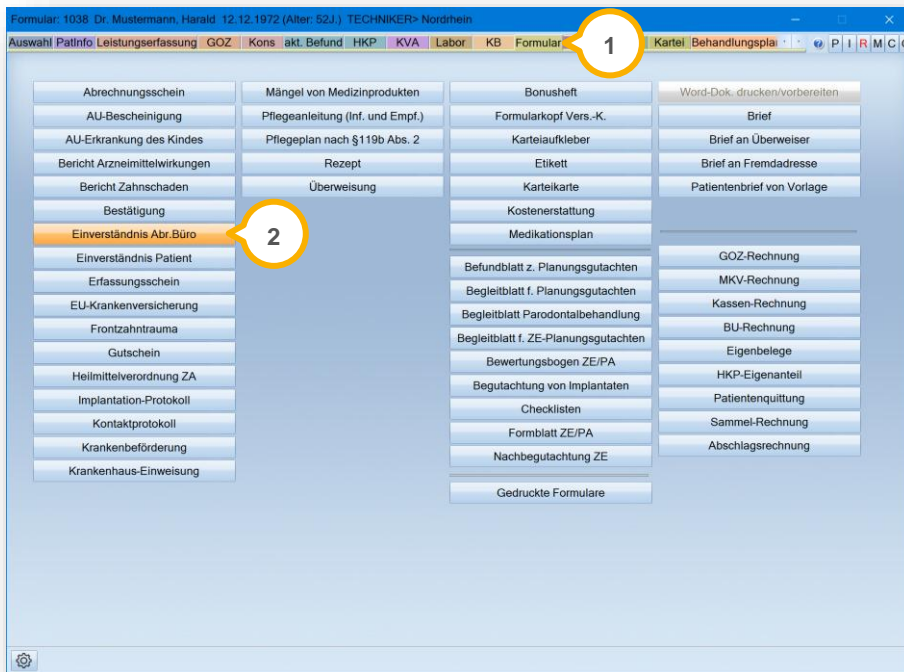 Formular: 1038 Dr. Mustermann, Harald 12.12.1972 (Alter: 52J.) TECHNIKER> Nordrhein
Auswahl PatInfo Leistungserfassung GOZ Kons akt. Befund HKP KVA Labor KB Formular Kartei Behandlungsplan P I R M C
1
Abrechnungsschein
AU-Bescheinigung
AU-Erkrankung des Kindes
Bericht Arzneimittelwirkungen
Bericht Zahnschaden
Bestätigung
Einverständnis Abr.Büro
2
Einverständnis Patient
Erfassungsschein
EU-Krankenversicherung
Frontzahntrauma
Gutschein
Heilmittelverordnung ZA
Implantation-Protokoll
Kontaktprotokoll
Krankenbeförderung
Krankenhaus-Einweisung
Mängel von Medizinprodukten
Pflegeanleitung (Inf. und Empf.)
Pflegeplan nach §119b Abs. 2
Rezept
Überweisung
Bonusheft
Formularkopf Vers.-K.
Karteiaufkleber
Etikett
Karteikarte
Kostenerstattung
Medikationsplan
Befundblatt z. Planungsgutachten
Begleitblatt f. Planungsgutachten
Begleitblatt Parodontalbehandlung
Begleitblatt f. ZE-Planungsgutachten
Bewertungsbogen ZE/PA
Begutachtung von Implantaten
Checklisten
Formblatt ZE/PA
Nachbegutachtung ZE
Gedruckte Formulare
Word-Dok. drucken/vorbereiten
Brief
Brief an Überweiser
Brief an Fremdadresse
Patientenbrief von Vorlage
GOZ-Rechnung
MKV-Rechnung
Kassen-Rechnung
BU-Rechnung
Eigenbelege
HKP-Eigenanteil
Patientenquittung
Sammel-Rechnung
Abschlagsrechnung